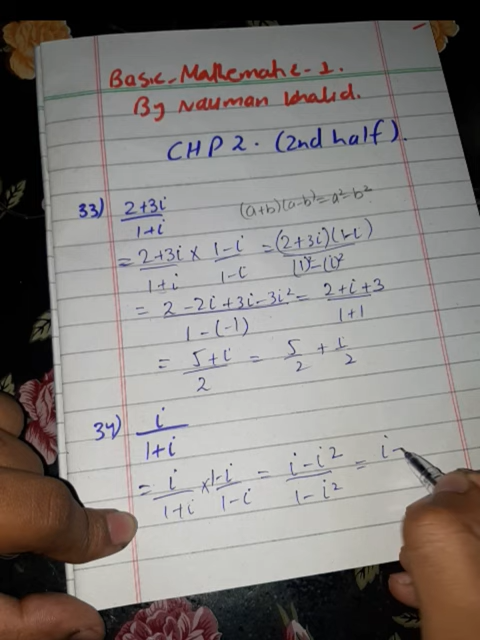 Basic-Mathematic-1.
By Nauman Khalid.
CHP 2. (2nd half).
33) (2+3i)/(1+i)
(a+b)(a-b)=a²-b²
= (2+3i)/(1+i) × (1-i)/(1-i) = (2+3i)(1-i)/((1)²-(i)²)
= (2-2i+3i-3i²)/(1-(-1)) = (2+i+3)/(1+1)
= (5+i)/2 = 5/2 + i/2
34) i/(1+i)
= i/(1+i) × (1-i)/(1-i) = (i-i²)/(1-i²) = i-